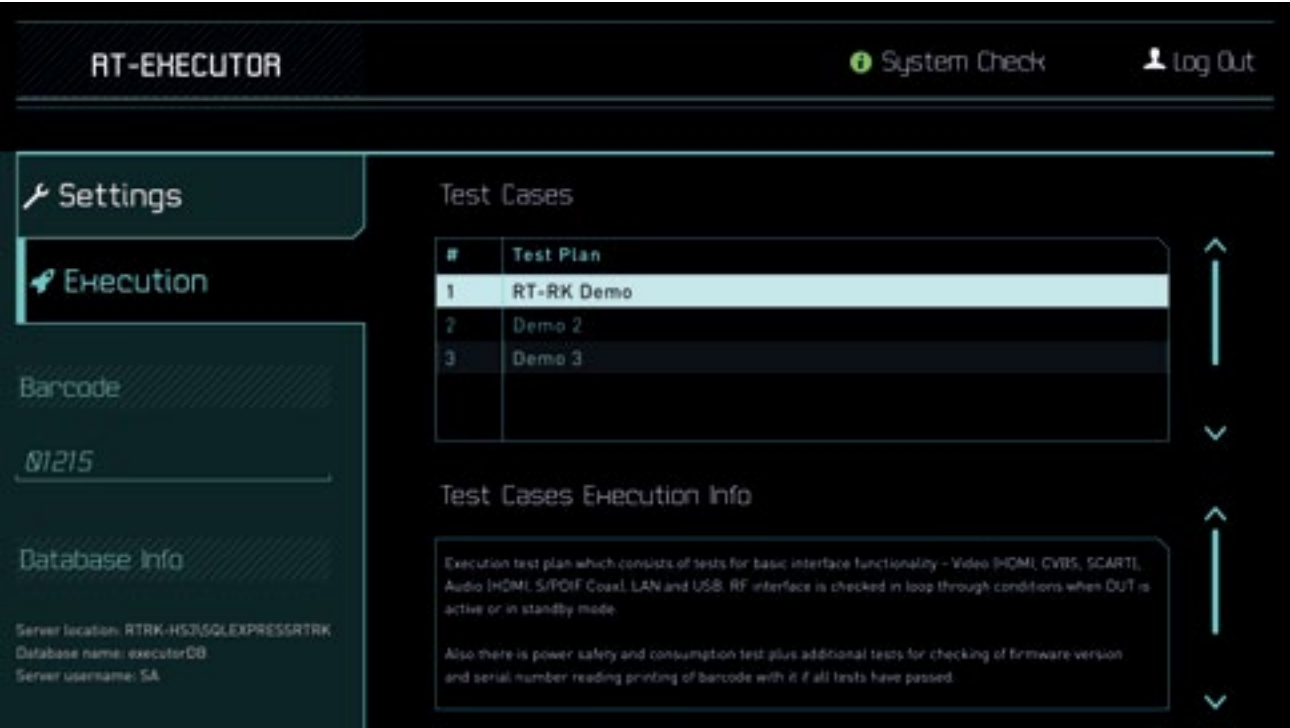 RT-EXECUTOR
System Check
Log Out
Settings
Execution
Barcode
01215
Database Info
Server location: RTRK-HS3\SQLEXPRESSRTRK
Database name: executorDB
Server username: SA
Test Cases
# Test Plan
1 RT-RK Demo
2 Demo 2
3 Demo 3
Test Cases Execution Info
Execution test plan which consists of tests for basic interface functionality - Video (HDMI, CVBS, SCART),
Audio (HDMI, S/PDIF Coax), LAN and USB. RF interface is checked in loop through conditions when DUT is
active or in standby mode.
Also there is power safety and consumption test plus additional tests for checking of firmware version
and serial number reading printing of barcode with it if all tests have passed.